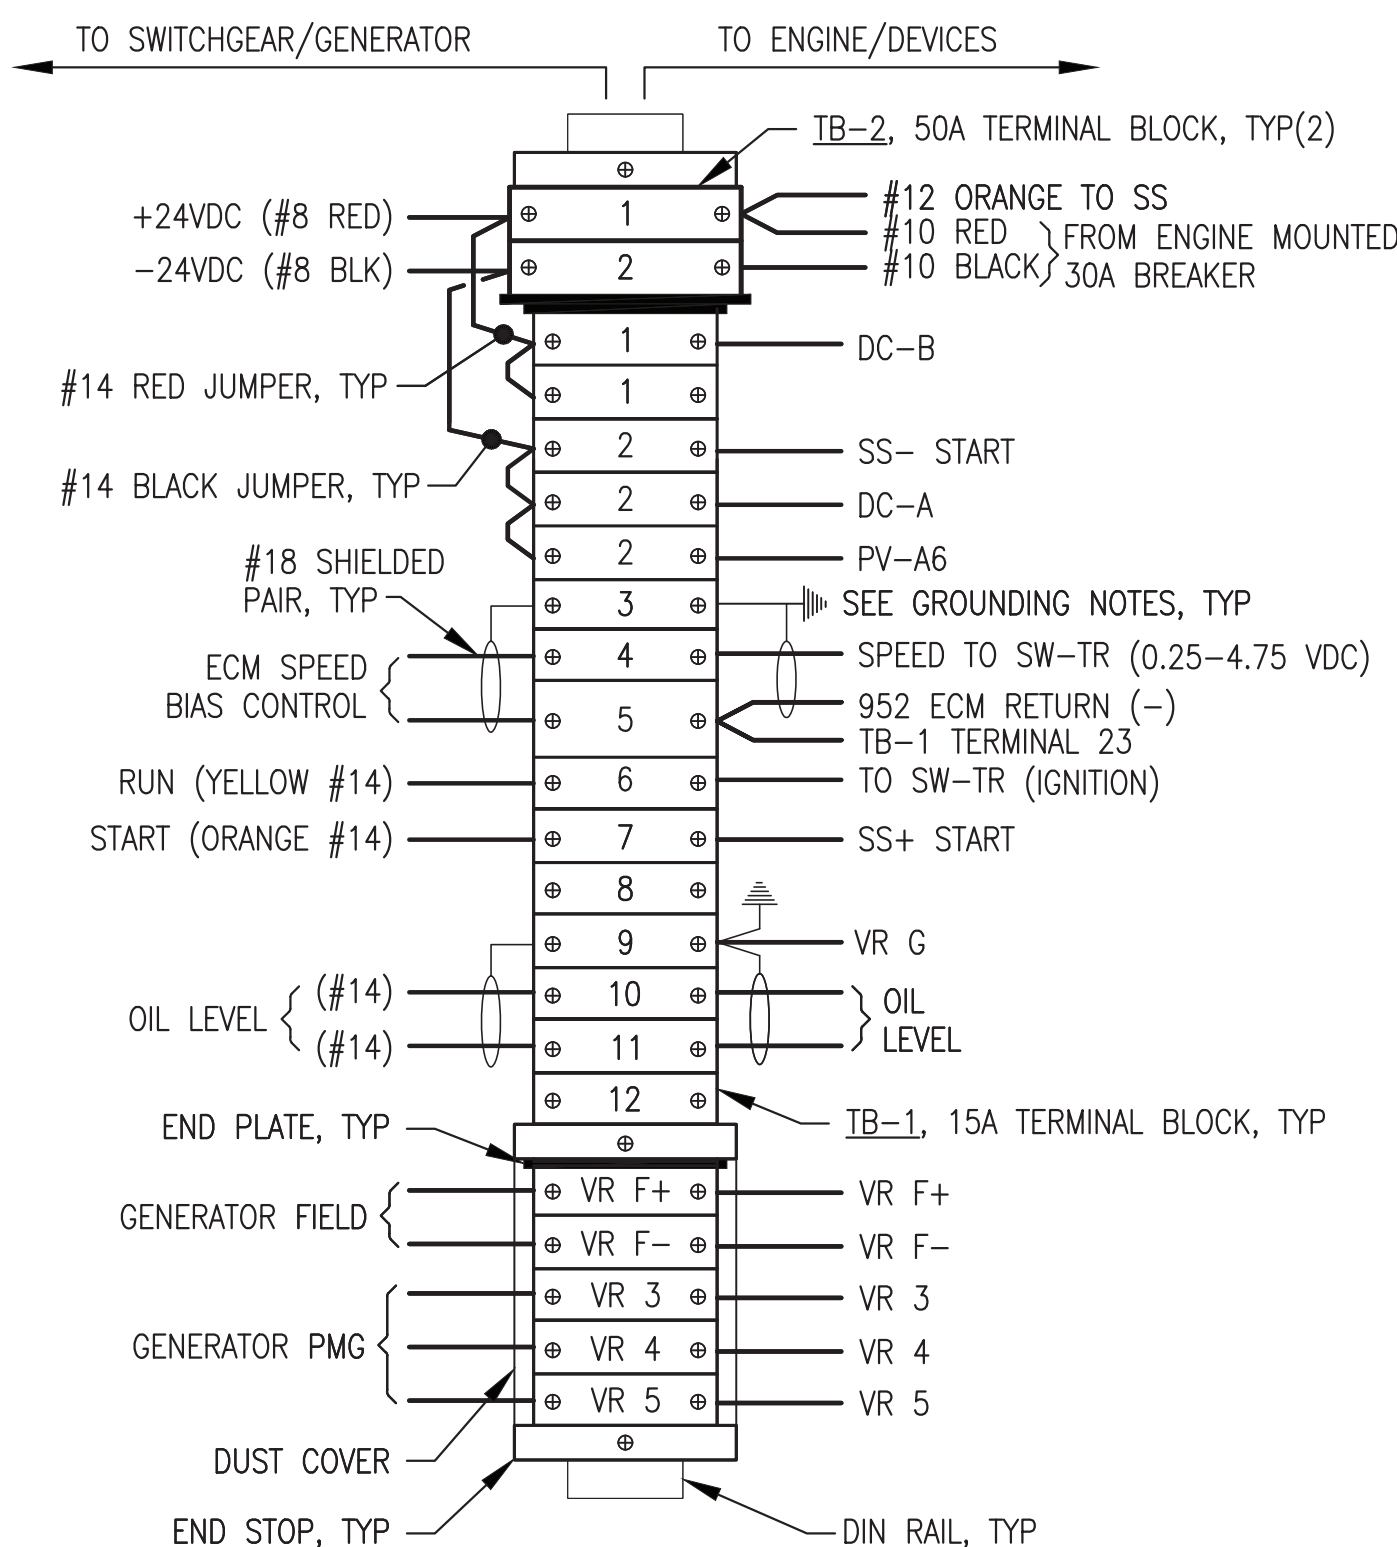 TO SWITCHGEAR/GENERATOR
TO ENGINE/DEVICES
TB-2, 50A TERMINAL BLOCK, TYP(2)
+24VDC (#8 RED)
1
#12 ORANGE TO SS
#10 RED
FROM ENGINE MOUNTED
-24VDC (#8 BLK)
2
#10 BLACK
30A BREAKER
1
DC-B
#14 RED JUMPER, TYP
1
2
SS- START
#14 BLACK JUMPER, TYP
2
DC-A
#18 SHIELDED
PAIR, TYP
2
PV-A6
3
SEE GROUNDING NOTES, TYP
ECM SPEED
BIAS CONTROL
4
SPEED TO SW-TR (0.25-4.75 VDC)
5
952 ECM RETURN (-)
TB-1 TERMINAL 23
RUN (YELLOW #14)
6
TO SW-TR (IGNITION)
START (ORANGE #14)
7
SS+ START
8
9
VR G
OIL LEVEL
(#14)
10
OIL
LEVEL
(#14)
11
12
TB-1, 15A TERMINAL BLOCK, TYP
END PLATE, TYP
GENERATOR FIELD
VR F+
VR F+
VR F-
VR F-
GENERATOR PMG
VR 3
VR 3
VR 4
VR 4
VR 5
VR 5
DUST COVER
END STOP, TYP
DIN RAIL, TYP